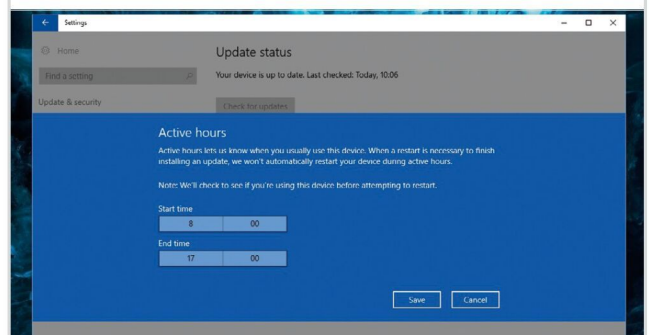 Settings
Home
Update status
Find a setting
Your device is up to date. Last checked: Today, 10:06
Update & security
Check for updates
Active hours
Active hours lets us know when you usually use this device. When a restart is necessary to finish
installing an update, we won't automatically restart your device during active hours.
Note: We'll check to see if you're using this device before attempting to restart.
Start time
8 00
End time
17 00
Save Cancel